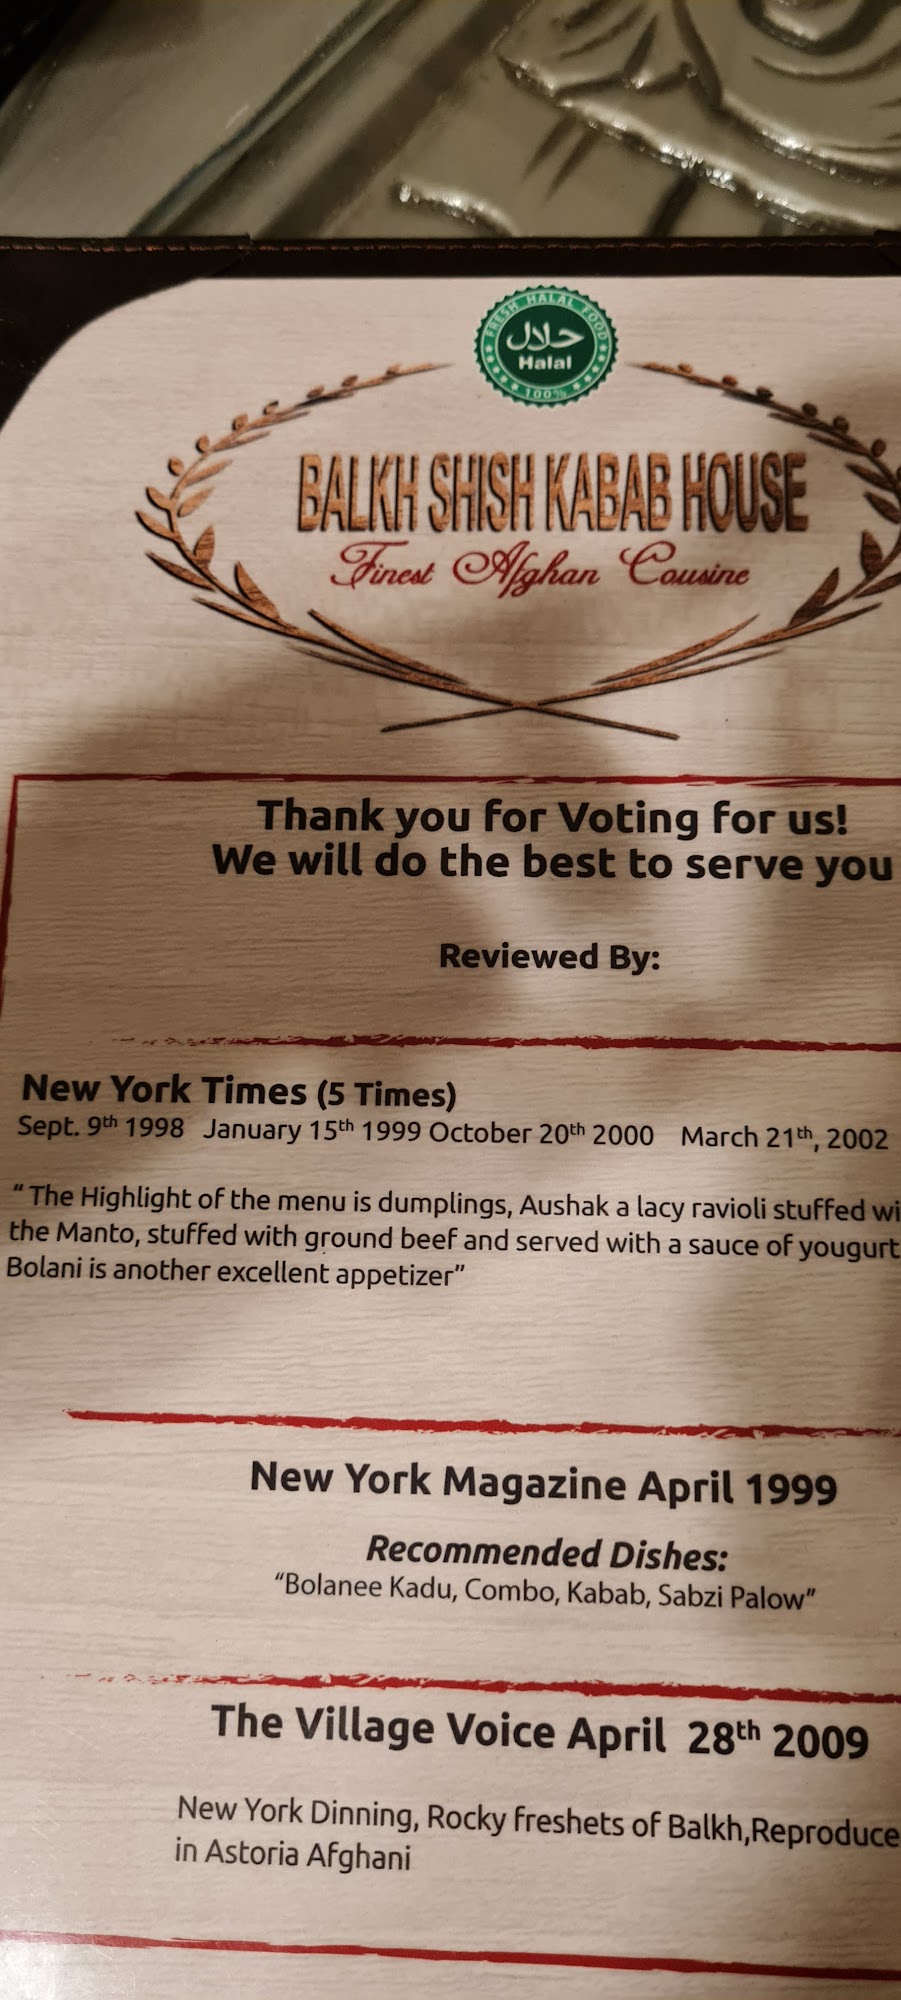 FRESH HALAL FOOD
حلال
Halal
100%
BALKH SHISH KABAB HOUSE
Finest Afghan Cousine
Thank you for Voting for us!
We will do the best to serve you
Reviewed By:
New York Times (5 Times)
Sept. 9th 1998 January 15th 1999 October 20th 2000 March 21th, 2002
“ The Highlight of the menu is dumplings, Aushak a lacy ravioli stuffed wi
the Manto, stuffed with ground beef and served with a sauce of yougurt
Bolani is another excellent appetizer”
New York Magazine April 1999
Recommended Dishes:
“Bolanee Kadu, Combo, Kabab, Sabzi Palow”
The Village Voice April 28th 2009
New York Dinning, Rocky freshets of Balkh,Reproduce
in Astoria Afghani